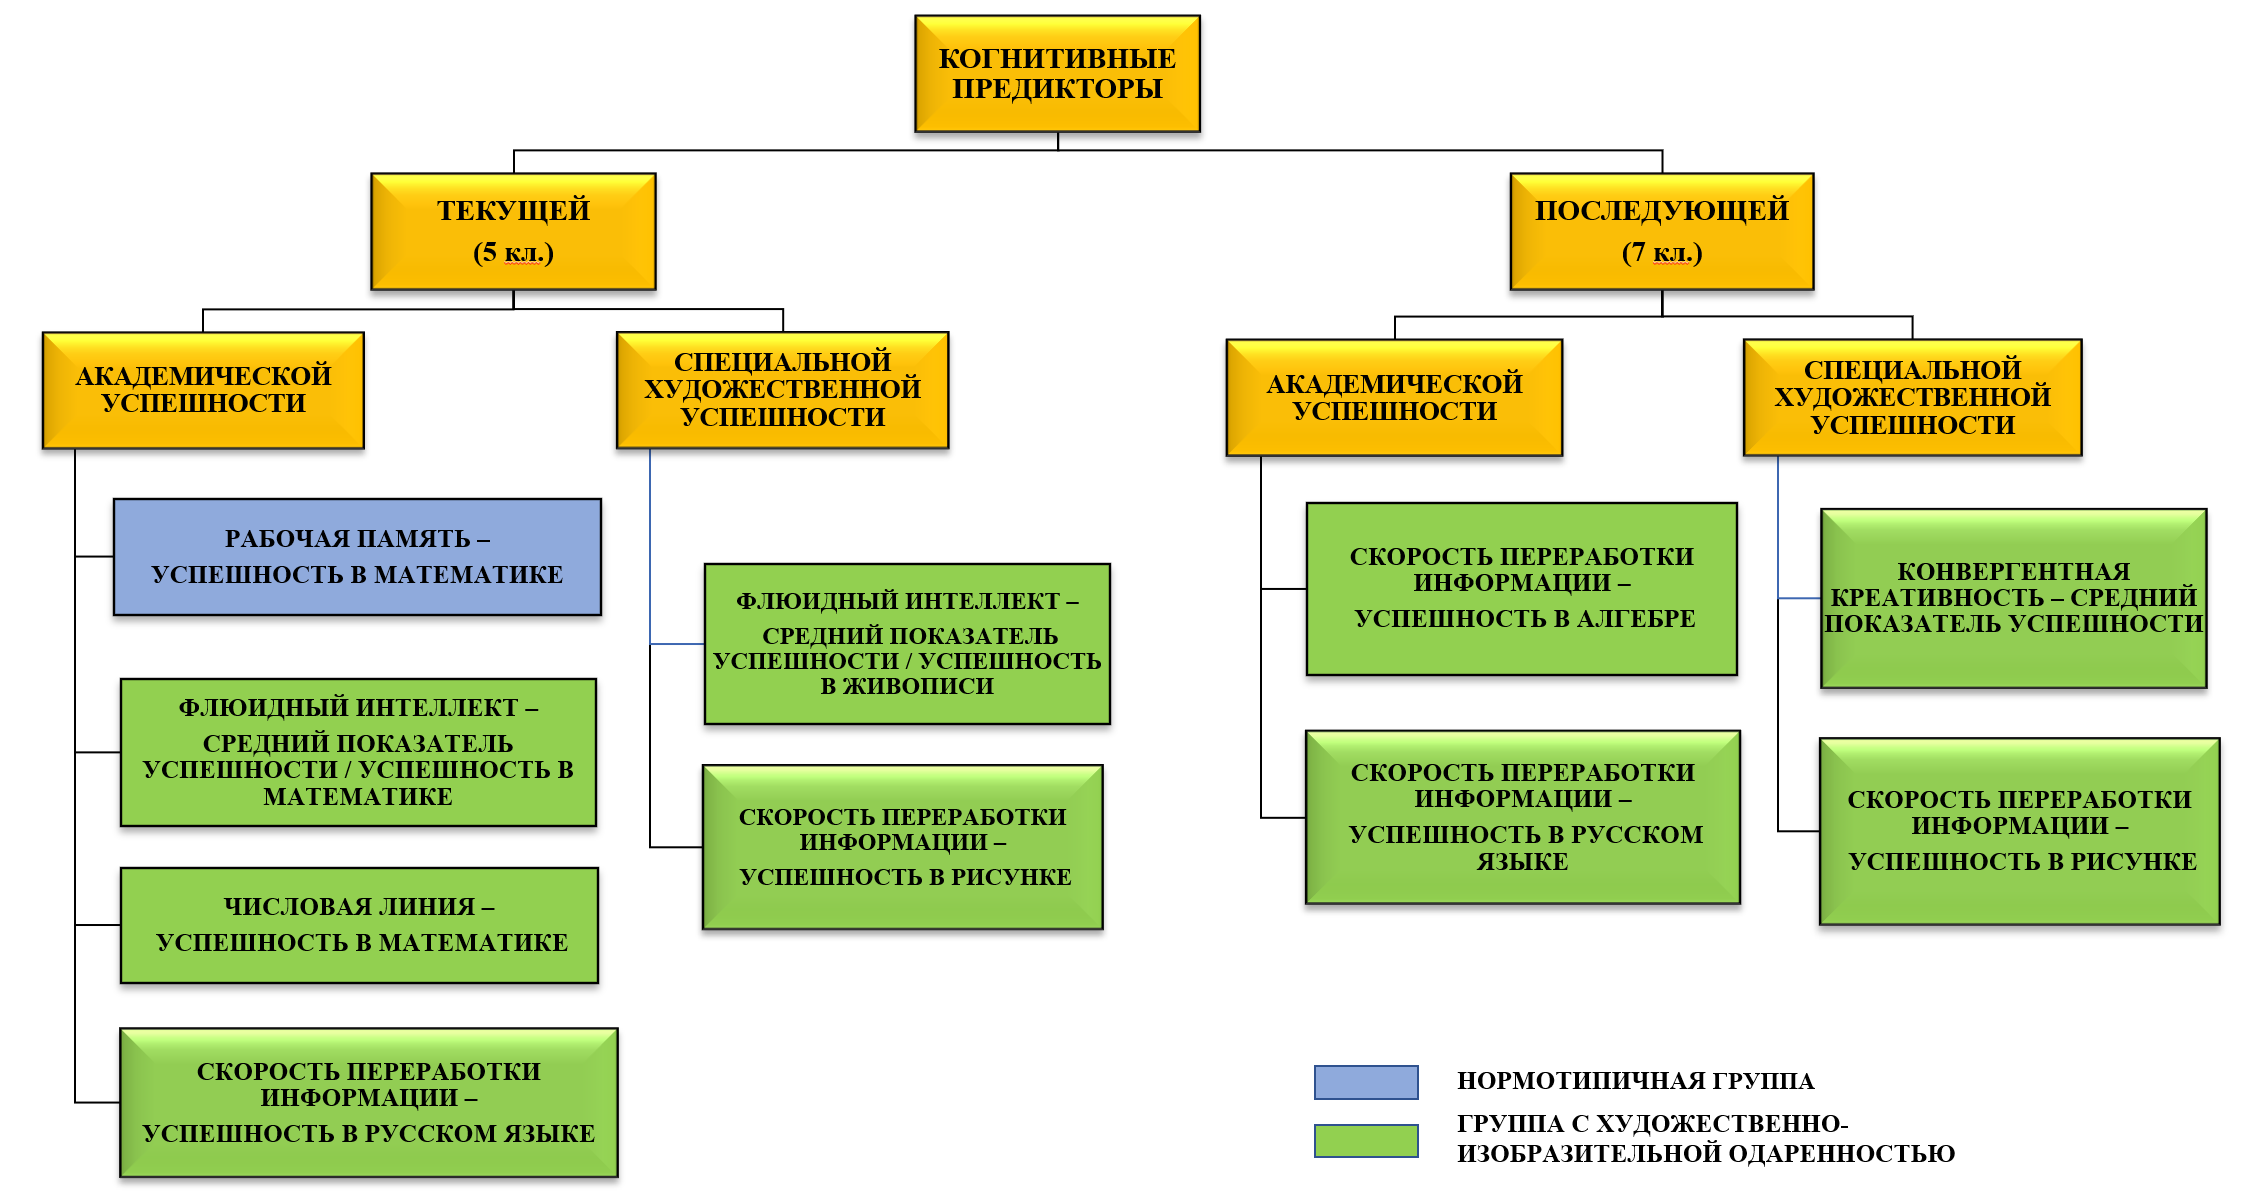 КОГНИТИВНЫЕ
ПРЕДИКТОРЫ
ТЕКУЩЕЙ
(5 кл.)
ПОСЛЕДУЮЩЕЙ
(7 кл.)
АКАДЕМИЧЕСКОЙ
УСПЕШНОСТИ
СПЕЦИАЛЬНОЙ
ХУДОЖЕСТВЕННОЙ
УСПЕШНОСТИ
АКАДЕМИЧЕСКОЙ
УСПЕШНОСТИ
СПЕЦИАЛЬНОЙ
ХУДОЖЕСТВЕННОЙ
УСПЕШНОСТИ
РАБОЧАЯ ПАМЯТЬ –
УСПЕШНОСТЬ В МАТЕМАТИКЕ
ФЛЮИДНЫЙ ИНТЕЛЛЕКТ –
СРЕДНИЙ ПОКАЗАТЕЛЬ
УСПЕШНОСТИ / УСПЕШНОСТЬ В
МАТЕМАТИКЕ
ЧИСЛОВАЯ ЛИНИЯ –
УСПЕШНОСТЬ В МАТЕМАТИКЕ
СКОРОСТЬ ПЕРЕРАБОТКИ
ИНФОРМАЦИИ –
УСПЕШНОСТЬ В РУССКОМ ЯЗЫКЕ
ФЛЮИДНЫЙ ИНТЕЛЛЕКТ –
СРЕДНИЙ ПОКАЗАТЕЛЬ
УСПЕШНОСТИ / УСПЕШНОСТЬ
В ЖИВОПИСИ
СКОРОСТЬ ПЕРЕРАБОТКИ
ИНФОРМАЦИИ –
УСПЕШНОСТЬ В РИСУНКЕ
СКОРОСТЬ ПЕРЕРАБОТКИ
ИНФОРМАЦИИ –
УСПЕШНОСТЬ В АЛГЕБРЕ
СКОРОСТЬ ПЕРЕРАБОТКИ
ИНФОРМАЦИИ –
УСПЕШНОСТЬ В РУССКОМ
ЯЗЫКЕ
КОНВЕРГЕНТНАЯ
КРЕАТИВНОСТЬ – СРЕДНИЙ
ПОКАЗАТЕЛЬ УСПЕШНОСТИ
СКОРОСТЬ ПЕРЕРАБОТКИ
ИНФОРМАЦИИ –
УСПЕШНОСТЬ В РИСУНКЕ
НОРМОТИПИЧНАЯ ГРУППА
ГРУППА С ХУДОЖЕСТВЕННО-
ИЗОБРАЗИТЕЛЬНОЙ ОДАРЕННОСТЬЮ